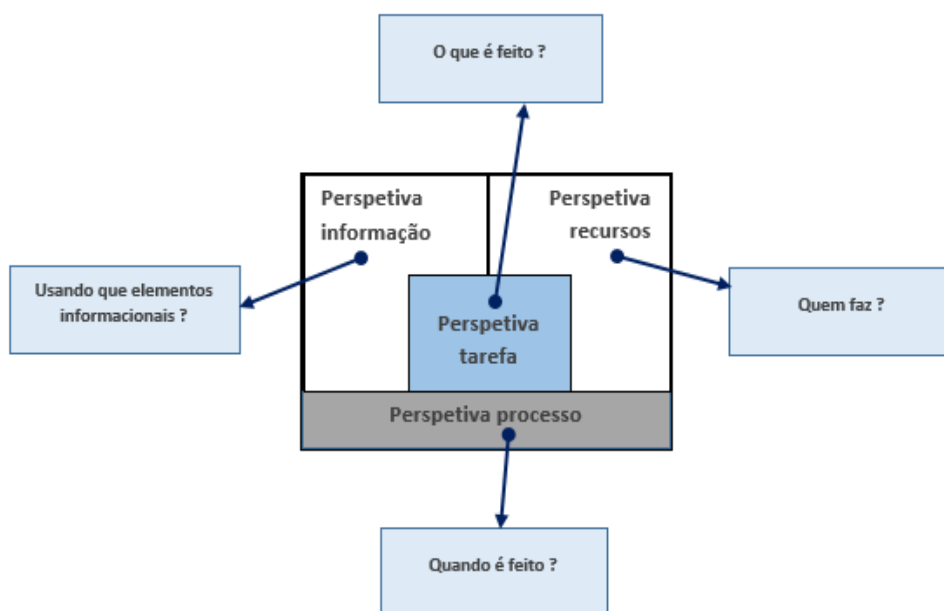 O que é feito ?
Perspetiva
informação
Perspetiva
recursos
Usando que elementos
informacionais ?
Quem faz ?
Perspetiva
tarefa
Perspetiva processo
Quando é feito ?